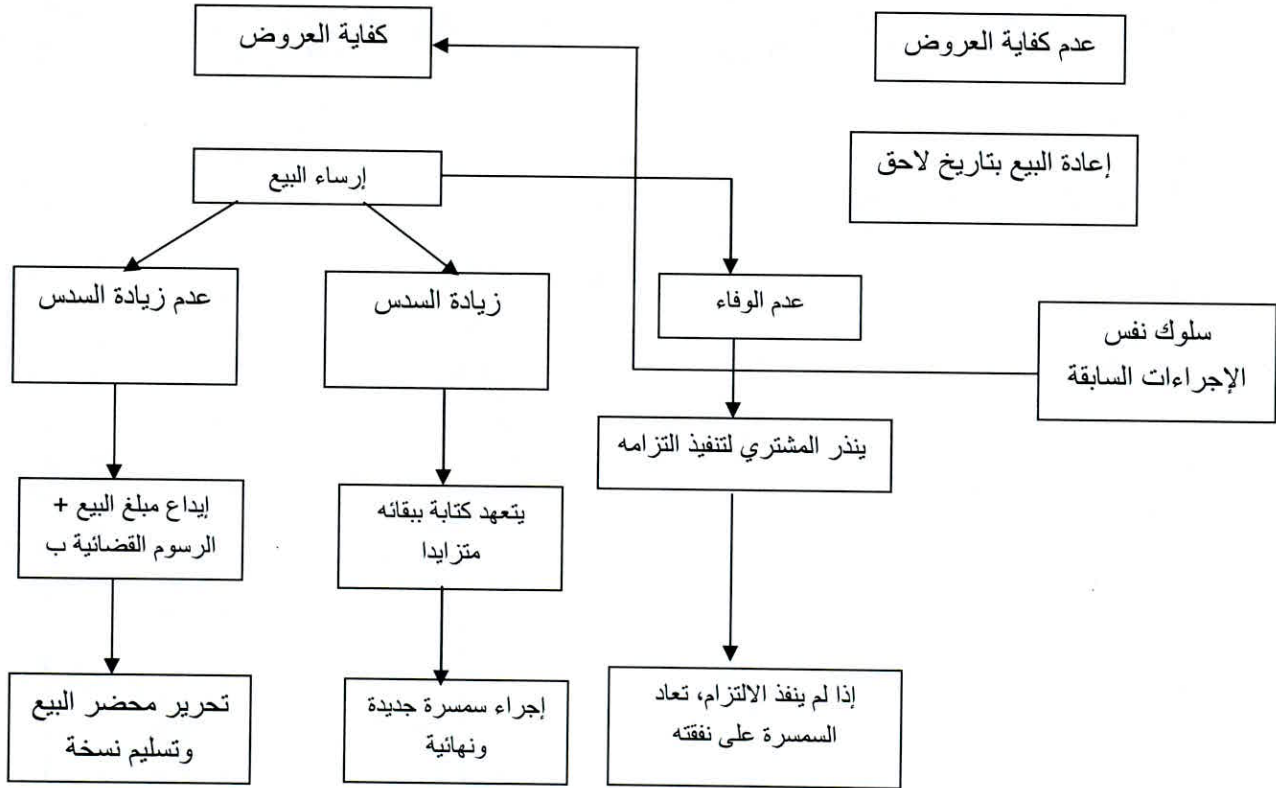 عدم كفاية العروض
كفاية العروض
إعادة البيع بتاريخ لاحق
إرساء البيع
سلوك نفس
الإجراءات السابقة
عدم الوفاء
زيادة السدس
عدم زيادة السدس
ينذر المشتري لتنفيذ التزامه
يتعهد كتابة ببقائه
متزايدا
إيداع مبلغ البيع +
الرسوم القضائية ب
إذا لم ينفذ الالتزام، تعاد
السمسرة على نفقته
إجراء سمسرة جديدة
ونهائية
تحرير محضر البيع
وتسليم نسخة